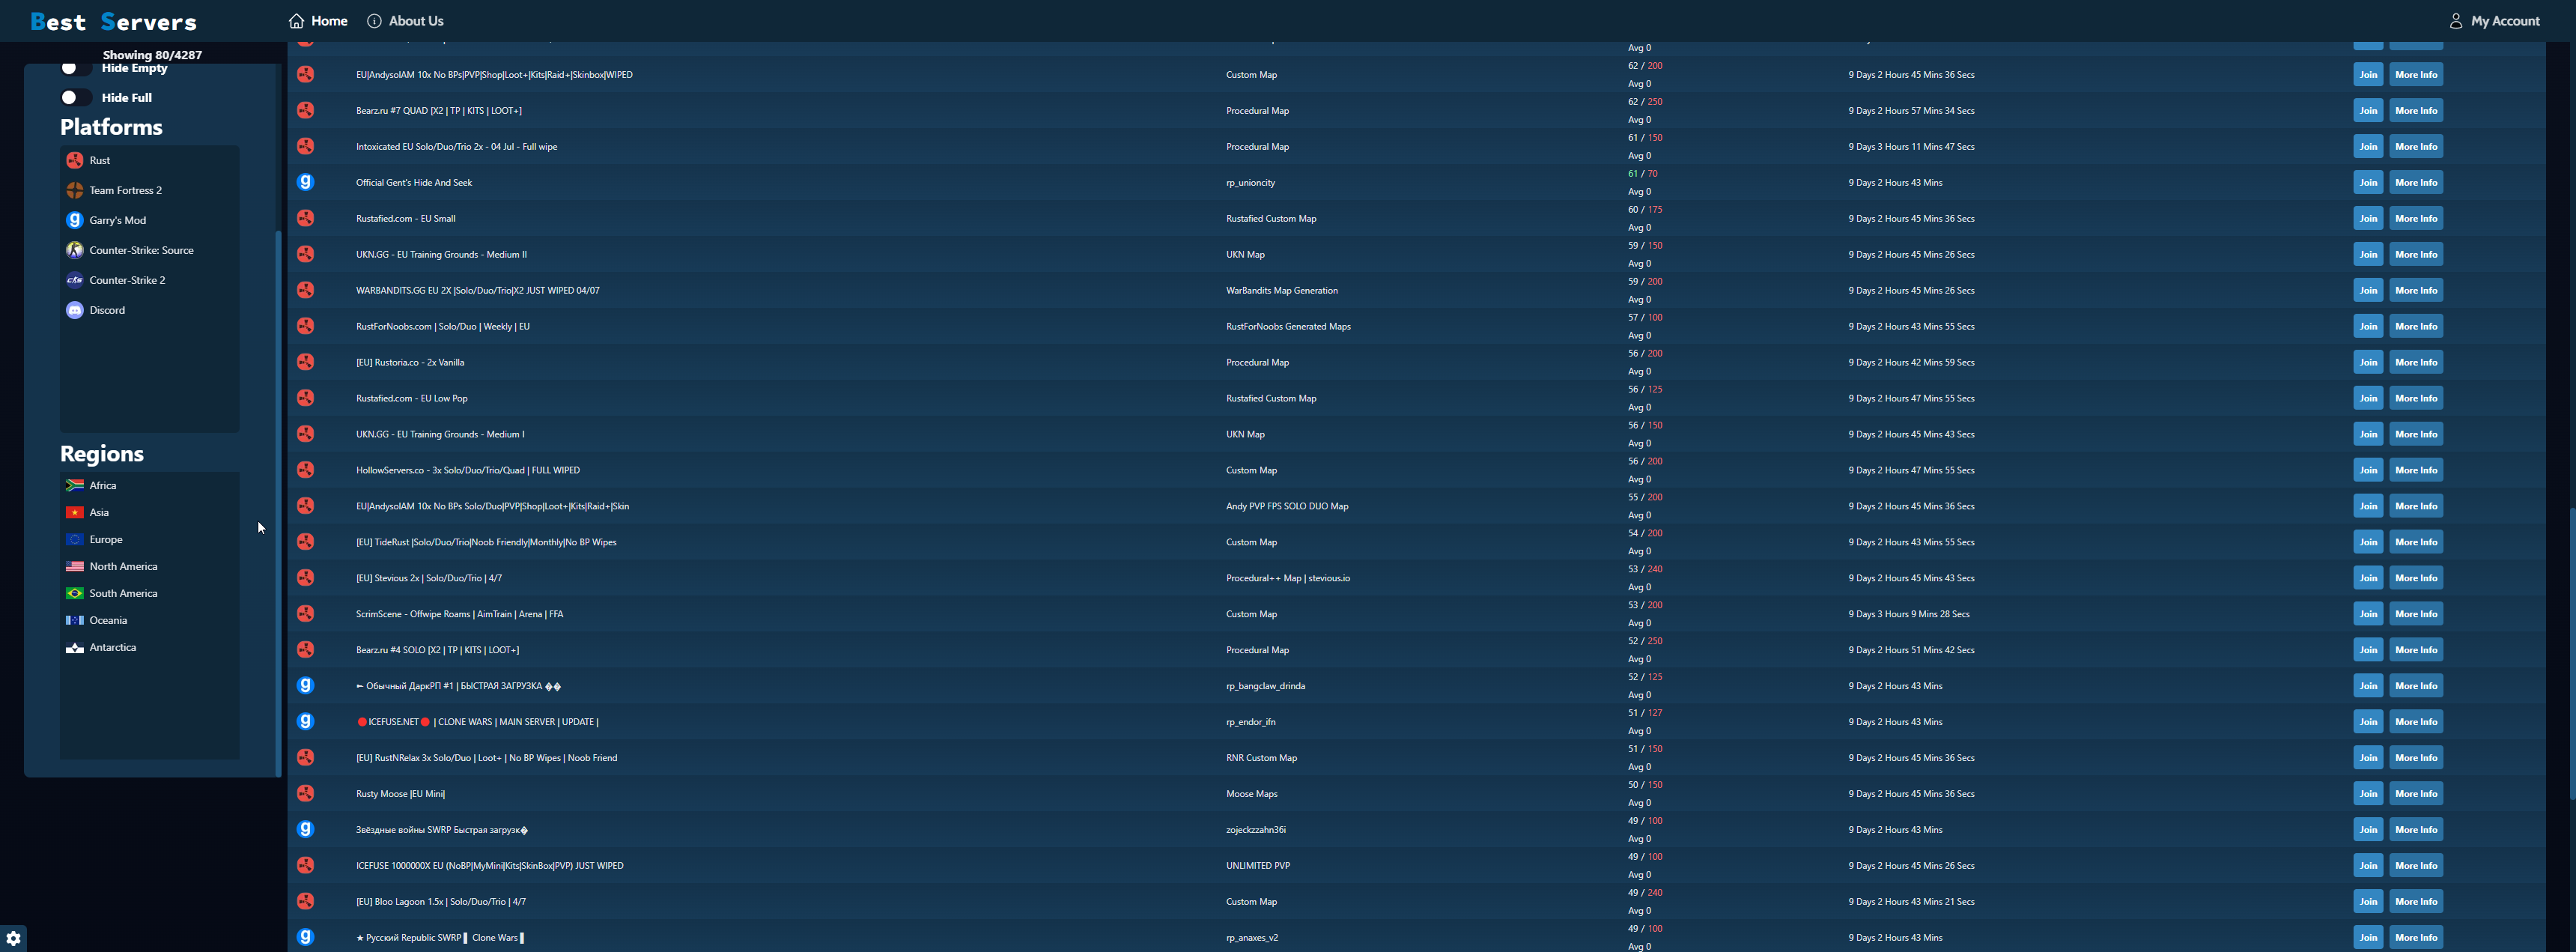 Best Servers
Home
About Us
My Account
Showing 80/4287
Hide Empty
Hide Full
Platforms
Rust
Team Fortress 2
Garry's Mod
Counter-Strike: Source
Counter-Strike 2
Discord
Regions
Africa
Asia
Europe
North America
South America
Oceania
Antarctica
Avg 0
EU|AndysolAM 10x No BPs|PVP|Shop|Loot+|Kits|Raid+|Skinbox|WIPED Custom Map 62 / 200 Avg 0 9 Days 2 Hours 45 Mins 36 Secs Join More Info
Bearz.ru #7 QUAD [X2 | TP | KITS | LOOT+] Procedural Map 62 / 250 Avg 0 9 Days 2 Hours 57 Mins 34 Secs Join More Info
Intoxicated EU Solo/Duo/Trio 2x - 04 Jul - Full wipe Procedural Map 61 / 150 Avg 0 9 Days 3 Hours 11 Mins 47 Secs Join More Info
Official Gent's Hide And Seek rp_unioncity 61 / 70 Avg 0 9 Days 2 Hours 43 Mins Join More Info
Rustafied.com - EU Small Rustafied Custom Map 60 / 175 Avg 0 9 Days 2 Hours 45 Mins 36 Secs Join More Info
UKN.GG - EU Training Grounds - Medium II UKN Map 59 / 150 Avg 0 9 Days 2 Hours 45 Mins 26 Secs Join More Info
WARBANDITS.GG EU 2X |Solo/Duo/Trio|X2 JUST WIPED 04/07 WarBandits Map Generation 59 / 200 Avg 0 9 Days 2 Hours 45 Mins 26 Secs Join More Info
RustForNoobs.com | Solo/Duo | Weekly | EU RustForNoobs Generated Maps 57 / 100 Avg 0 9 Days 2 Hours 43 Mins 55 Secs Join More Info
[EU] Rustoria.co - 2x Vanilla Procedural Map 56 / 200 Avg 0 9 Days 2 Hours 42 Mins 59 Secs Join More Info
Rustafied.com - EU Low Pop Rustafied Custom Map 56 / 125 Avg 0 9 Days 2 Hours 47 Mins 55 Secs Join More Info
UKN.GG - EU Training Grounds - Medium I UKN Map 56 / 150 Avg 0 9 Days 2 Hours 45 Mins 43 Secs Join More Info
HollowServers.co - 3x Solo/Duo/Trio/Quad | FULL WIPED Custom Map 56 / 200 Avg 0 9 Days 2 Hours 47 Mins 55 Secs Join More Info
EU|AndysolAM 10x No BPs Solo/Duo|PVP|Shop|Loot+|Kits|Raid+|Skin Andy PVP FPS SOLO DUO Map 55 / 200 Avg 0 9 Days 2 Hours 45 Mins 36 Secs Join More Info
[EU] TideRust |Solo/Duo/Trio|Noob Friendly|Monthly|No BP Wipes Custom Map 54 / 200 Avg 0 9 Days 2 Hours 43 Mins 55 Secs Join More Info
[EU] Stevious 2x | Solo/Duo/Trio | 4/7 Procedural++ Map | stevious.io 53 / 240 Avg 0 9 Days 2 Hours 45 Mins 43 Secs Join More Info
ScrimScene - Offwipe Roams | AimTrain | Arena | FFA Custom Map 53 / 200 Avg 0 9 Days 3 Hours 9 Mins 28 Secs Join More Info
Bearz.ru #4 SOLO [X2 | TP | KITS | LOOT+] Procedural Map 52 / 250 Avg 0 9 Days 2 Hours 51 Mins 42 Secs Join More Info
► Обычный ДаркРП #1 | БЫСТРАЯ ЗАГРУЗКА �� rp_bangclaw_drinda 52 / 125 Avg 0 9 Days 2 Hours 43 Mins Join More Info
🔴ICEFUSE.NET🔴 | CLONE WARS | MAIN SERVER | UPDATE | rp_endor_ifn 51 / 127 Avg 0 9 Days 2 Hours 43 Mins Join More Info
[EU] RustNRelax 3x Solo/Duo | Loot+ | No BP Wipes | Noob Friend RNR Custom Map 51 / 150 Avg 0 9 Days 2 Hours 45 Mins 36 Secs Join More Info
Rusty Moose |EU Mini| Moose Maps 50 / 150 Avg 0 9 Days 2 Hours 45 Mins 36 Secs Join More Info
Звёздные войны SWRP Быстрая загрузк� zojeckzzahn36i 49 / 100 Avg 0 9 Days 2 Hours 43 Mins Join More Info
ICEFUSE 1000000X EU (NoBP|MyMini|Kits|SkinBox|PVP) JUST WIPED UNLIMITED PVP 49 / 100 Avg 0 9 Days 2 Hours 45 Mins 26 Secs Join More Info
[EU] Bloo Lagoon 1.5x | Solo/Duo/Trio | 4/7 Custom Map 49 / 240 Avg 0 9 Days 2 Hours 43 Mins 21 Secs Join More Info
★ Русский Republic SWRP ▌ Clone Wars ▌ rp_anaxes_v2 49 / 100 Avg 0 9 Days 2 Hours 43 Mins Join More Info